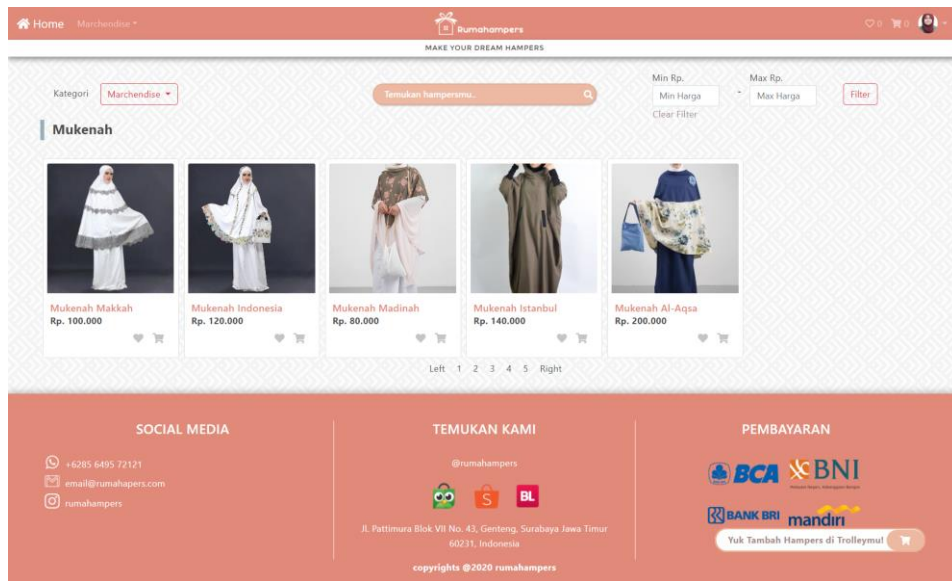 Home Marchendise
Rumahampers
0 0
MAKE YOUR DREAM HAMPERS
Kategori Marchendise
Temukan hampersmu..
Min Rp. Max Rp.
Min Harga - Max Harga Filter
Clear Filter
Mukenah
Mukenah Makkah
Rp. 100.000
Mukenah Indonesia
Rp. 120.000
Mukenah Madinah
Rp. 80.000
Mukenah Istanbul
Rp. 140.000
Mukenah Al-Aqsa
Rp. 200.000
Left 1 2 3 4 5 Right
SOCIAL MEDIA
+6285 6495 72121
email@rumahapers.com
rumahampers
TEMUKAN KAMI
@rumahampers
S
BL
Jl. Pattimura Blok VII No. 43, Genteng, Surabaya Jawa Timur
60231, Indonesia
copyrights @2020 rumahampers
PEMBAYARAN
BCA BNI
BANK BRI mandiri
Yuk Tambah Hampers di Trolleymu!